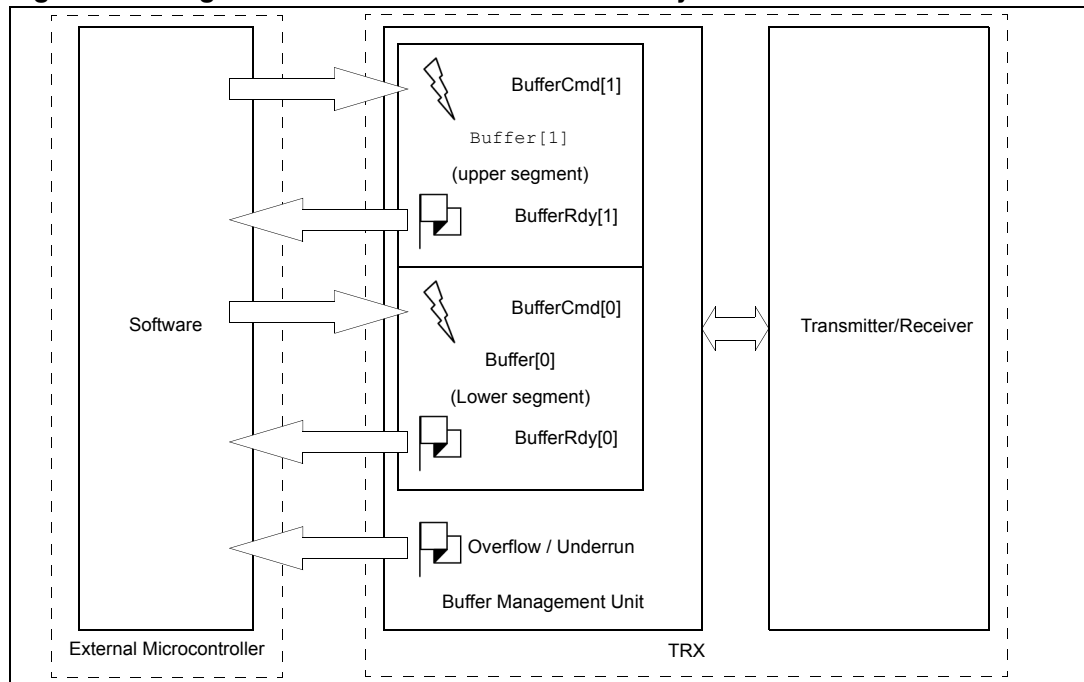 BufferCmd[1]
Buffer[1]
(upper segment)
BufferRdy[1]
BufferCmd[0]
Software
Transmitter/Receiver
Buffer[0]
(Lower segment)
BufferRdy[0]
Overflow / Underrun
Buffer Management Unit
External Microcontroller
TRX